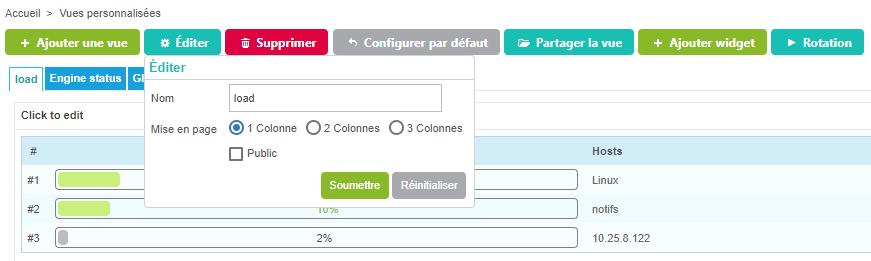 Accueil > Vues personnalisées
+ Ajouter une vue Éditer Supprimer Configurer par défaut Partager la vue + Ajouter widget Rotation
load Engine status
Éditer
Nom load
Mise en page 1 Colonne 2 Colonnes 3 Colonnes
Public
Soumettre Réinitialiser
Click to edit
# Hosts
#1 Linux
#2 10% notifs
#3 2% 10.25.8.122